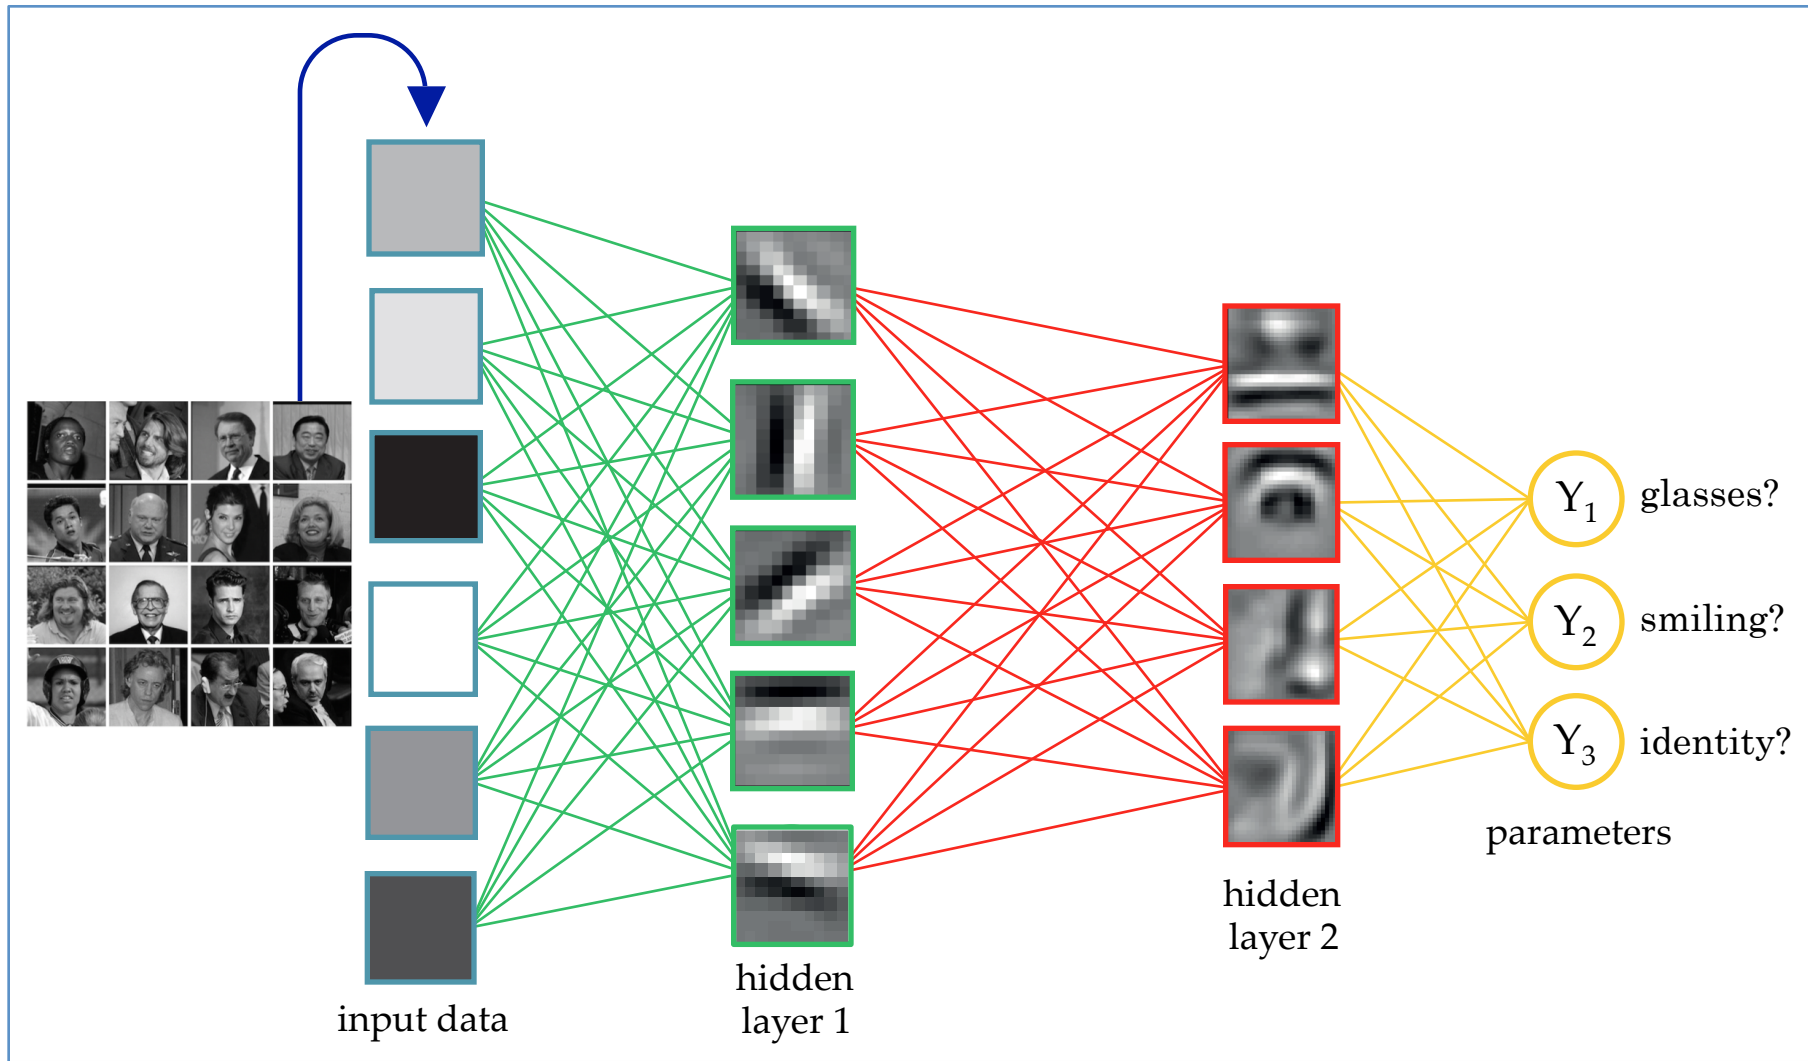 Y1 glasses?
Y2 smiling?
Y3 identity?
parameters
hidden
layer 2
hidden
layer 1
input data